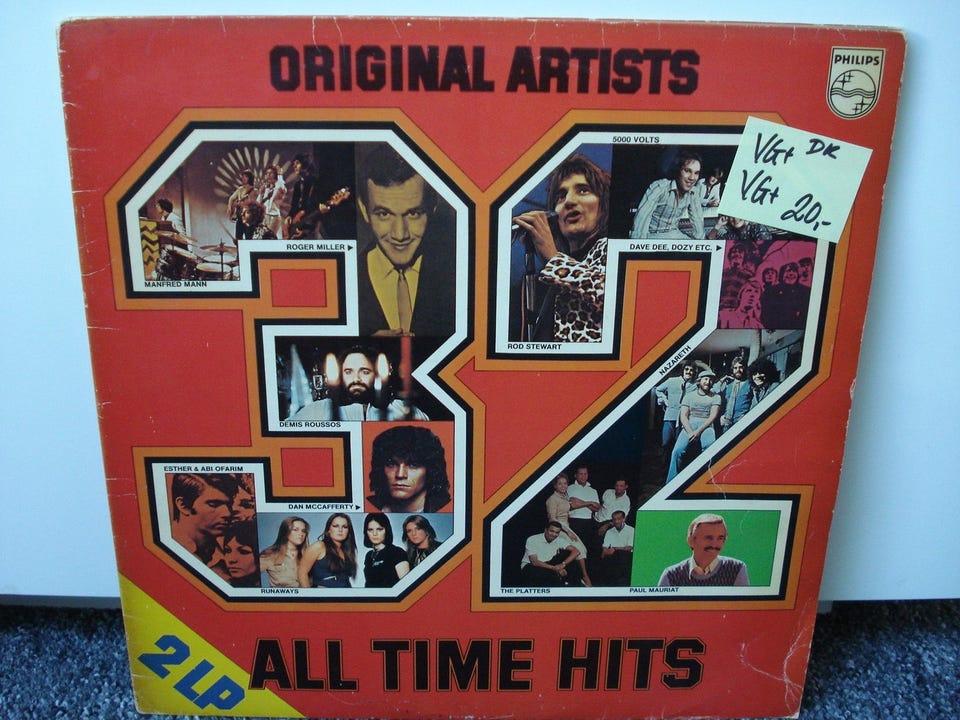 ORIGINAL ARTISTS
PHILIPS
32
MANFRED MANN
ROGER MILLER
DEMIS ROUSSOS
ESTHER & ABI OFARIM
DAN MCCAFFERTY
RUNAWAYS
5000 VOLTS
ROD STEWART
DAVE DEE, DOZY ETC.
NAZARETH
THE PLATTERS
PAUL MAURIAT
VG+ DK
VG+ 20,-
2 LP
ALL TIME HITS